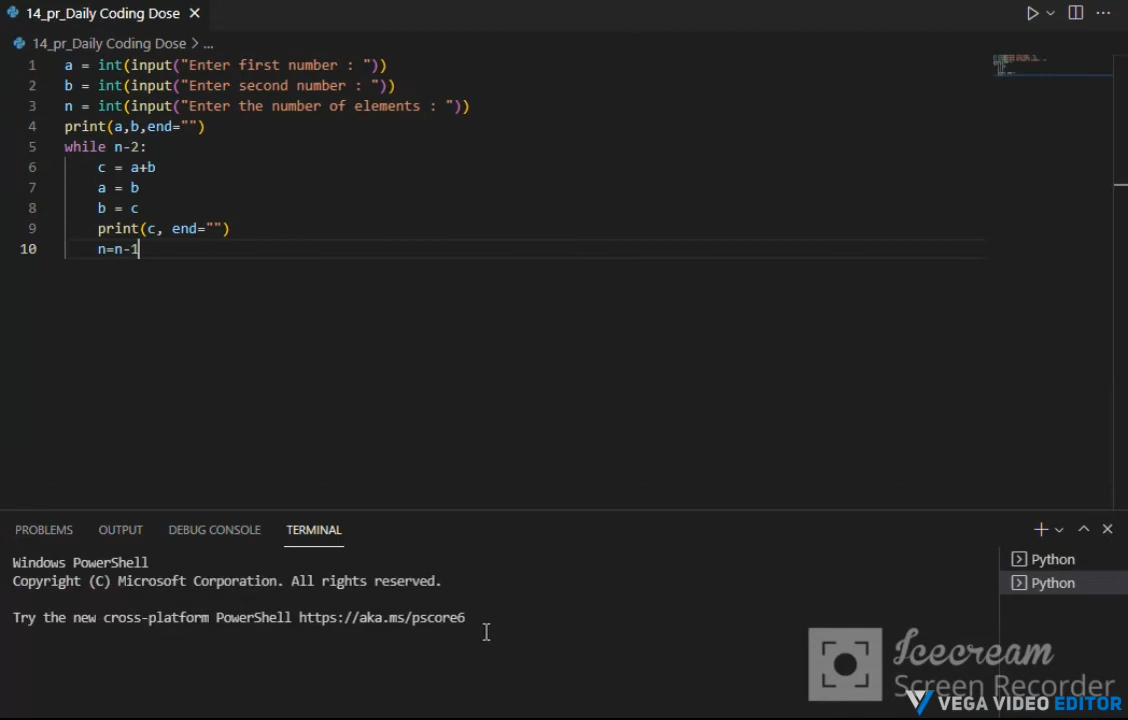 14_pr_Daily Coding Dose ×
14_pr_Daily Coding Dose > ...
1 a = int(input("Enter first number : "))
2 b = int(input("Enter second number : "))
3 n = int(input("Enter the number of elements : "))
4 print(a,b,end="")
5 while n-2:
6 c = a+b
7 a = b
8 b = c
9 print(c, end="")
10 n=n-1
PROBLEMS OUTPUT DEBUG CONSOLE TERMINAL
Windows PowerShell
Copyright (C) Microsoft Corporation. All rights reserved.
Try the new cross-platform PowerShell https://aka.ms/pscore6
Python
Python
Icecream
Screen Recorder
VEGA VIDEO EDITOR